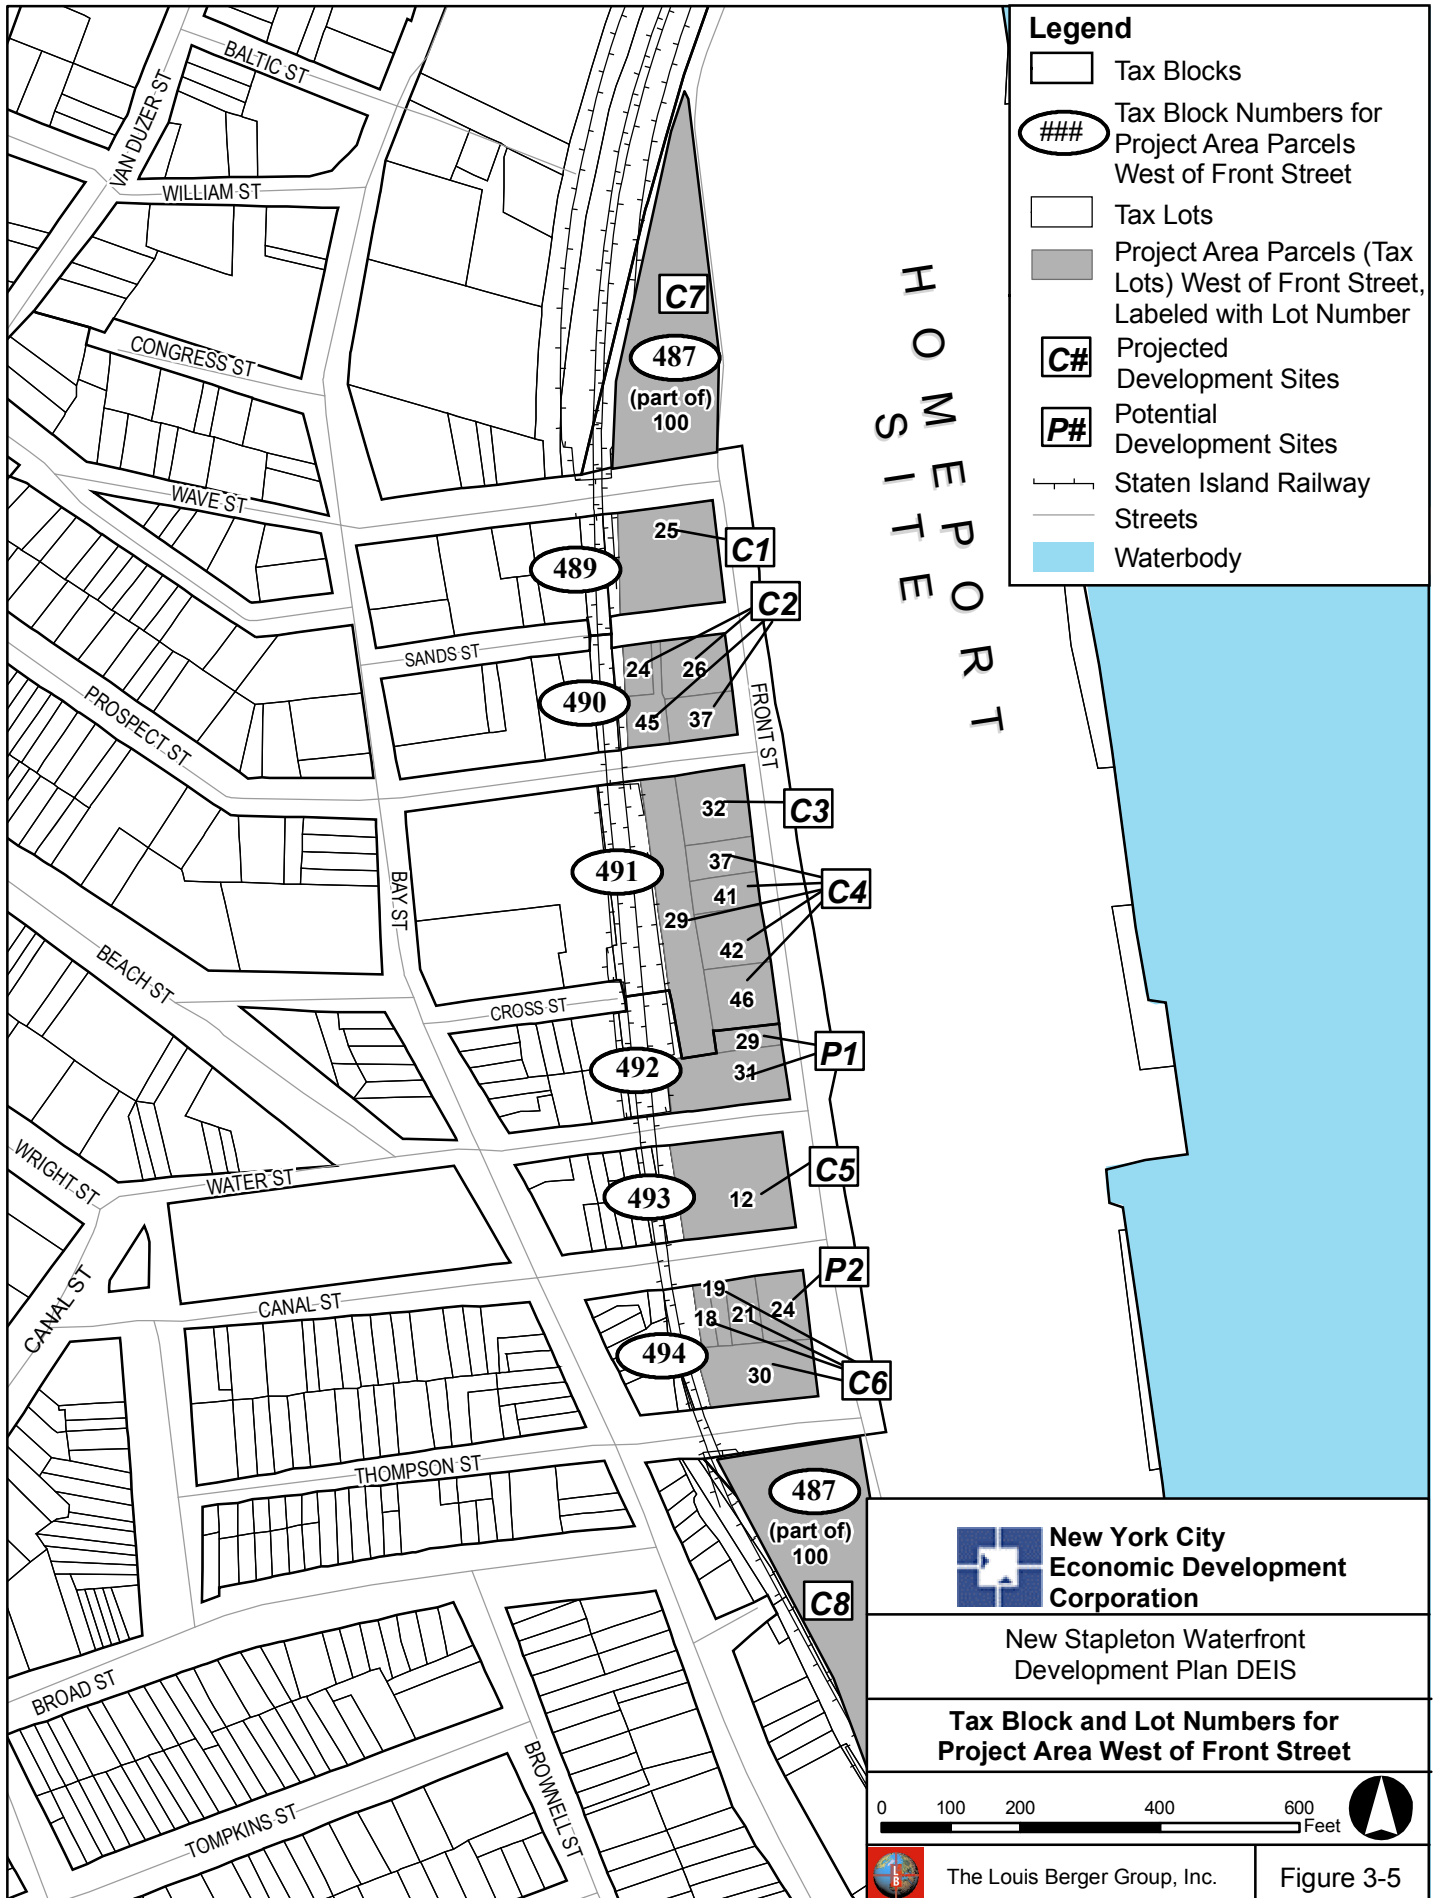 Legend
Tax Blocks
###
Tax Block Numbers for
Project Area Parcels
West of Front Street
Tax Lots
Project Area Parcels (Tax
Lots) West of Front Street,
Labeled with Lot Number
C#
Projected
Development Sites
P#
Potential
Development Sites
Staten Island Railway
Streets
Waterbody
BALTIC ST
VAN DUZER ST
WILLIAM ST
CONGRESS ST
WAVE ST
SANDS ST
PROSPECT ST
BAY ST
BEACH ST
CROSS ST
WRIGHT ST
WATER ST
CANAL ST
CANAL ST
THOMPSON ST
BROAD ST
TOMPKINS ST
BROWNELL ST
FRONT ST
HOMEPORT
SITE
C7
487
(part of)
100
25
C1
489
C2
24
26
490
45
37
32
C3
491
37
41
C4
29
42
46
29
P1
492
31
C5
493
12
P2
19
18
21
24
494
30
C6
487
(part of)
100
C8
New York City
Economic Development
Corporation
New Stapleton Waterfront
Development Plan DEIS
Tax Block and Lot Numbers for
Project Area West of Front Street
0 100 200 400 600
Feet
LB
The Louis Berger Group, Inc.
Figure 3-5